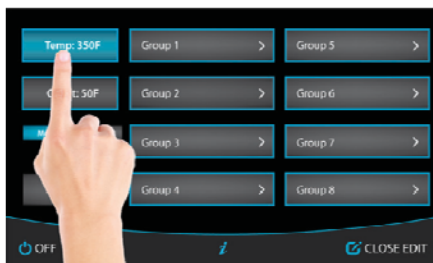 Temp: 350F
Group 1 >
Group 5 >
50F
Group 2 >
Group 6 >
Group 3 >
Group 7 >
Group 4 >
Group 8 >
OFF
i
CLOSE EDIT